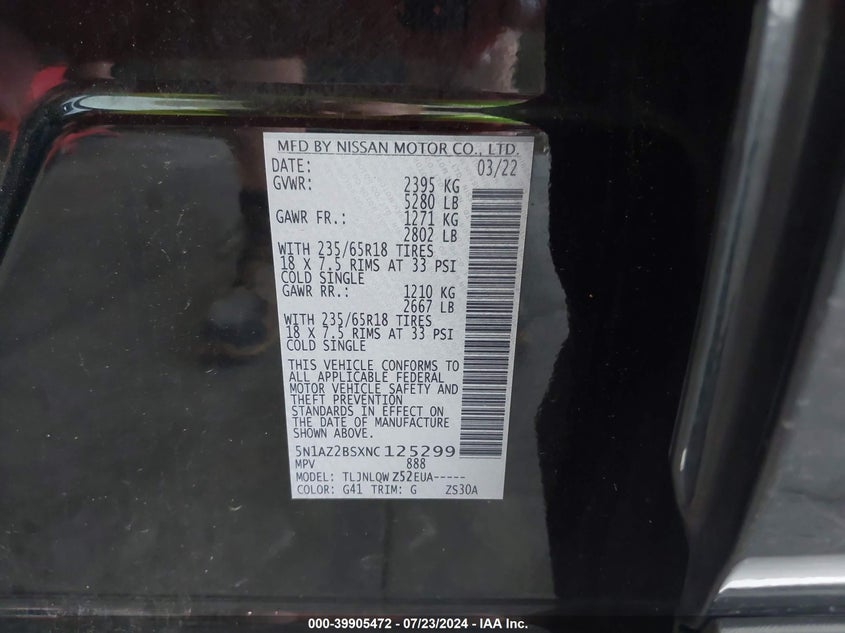 MFD BY NISSAN MOTOR CO., LTD.
DATE: 03/22
GVWR: 2395 KG
5280 LB
GAWR FR.: 1271 KG
2802 LB
WITH 235/65R18 TIRES
18 X 7.5 RIMS AT 33 PSI
COLD SINGLE
GAWR RR.: 1210 KG
2667 LB
WITH 235/65R18 TIRES
18 X 7.5 RIMS AT 33 PSI
COLD SINGLE
THIS VEHICLE CONFORMS TO
ALL APPLICABLE FEDERAL
MOTOR VEHICLE SAFETY AND
THEFT PREVENTION
STANDARDS IN EFFECT ON
THE DATE OF MANUFACTURE
SHOWN ABOVE.
5N1AZ2BSXNC125299
MPV 888
MODEL: TLJNLQWZ52EUA-----
COLOR: G41 TRIM: G ZS30A
000-39905472 - 07/23/2024 - IAA Inc.